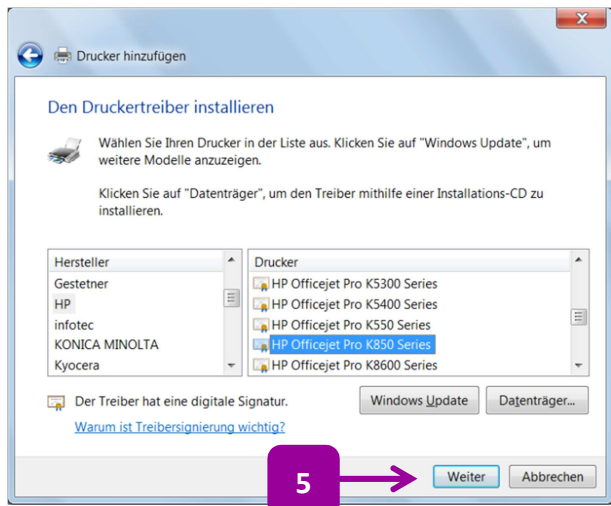 Drucker hinzufügen
Den Druckertreiber installieren
Wählen Sie Ihren Drucker in der Liste aus. Klicken Sie auf "Windows Update", um
weitere Modelle anzuzeigen.
Klicken Sie auf "Datenträger", um den Treiber mithilfe einer Installations-CD zu
installieren.
Hersteller
Gestetner
HP
infotec
KONICA MINOLTA
Kyocera
Drucker
HP Officejet Pro K5300 Series
HP Officejet Pro K5400 Series
HP Officejet Pro K550 Series
HP Officejet Pro K850 Series
HP Officejet Pro K8600 Series
Der Treiber hat eine digitale Signatur.
Warum ist Treibersignierung wichtig?
Windows Update
Datenträger...
5
Weiter
Abbrechen